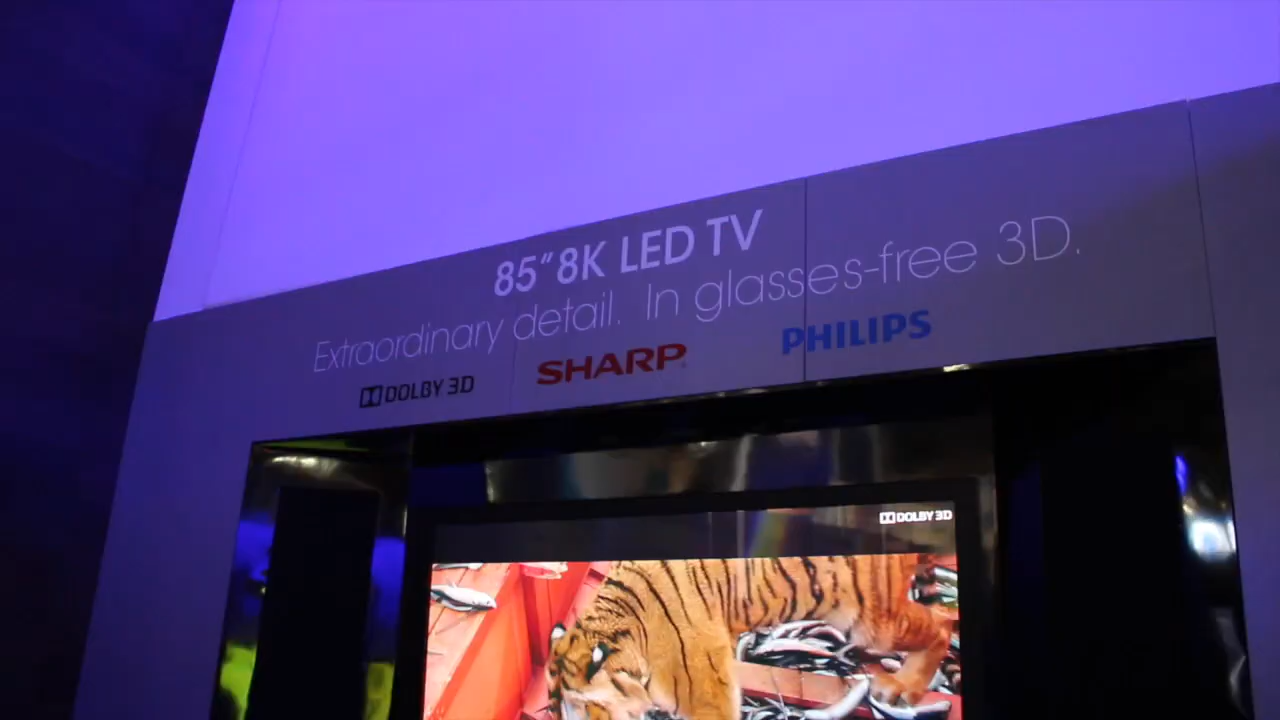 85" 8K LED TV
Extraordinary detail. In glasses-free 3D.
DOLBY 3D SHARP PHILIPS
DOLBY 3D